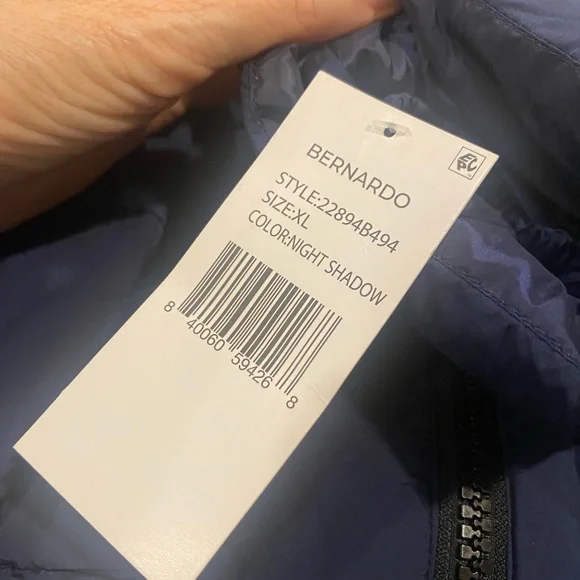 BERNARDO
STYLE:22894B494
SIZE:XL
COLOR:NIGHT SHADOW
8 40060 59426 8